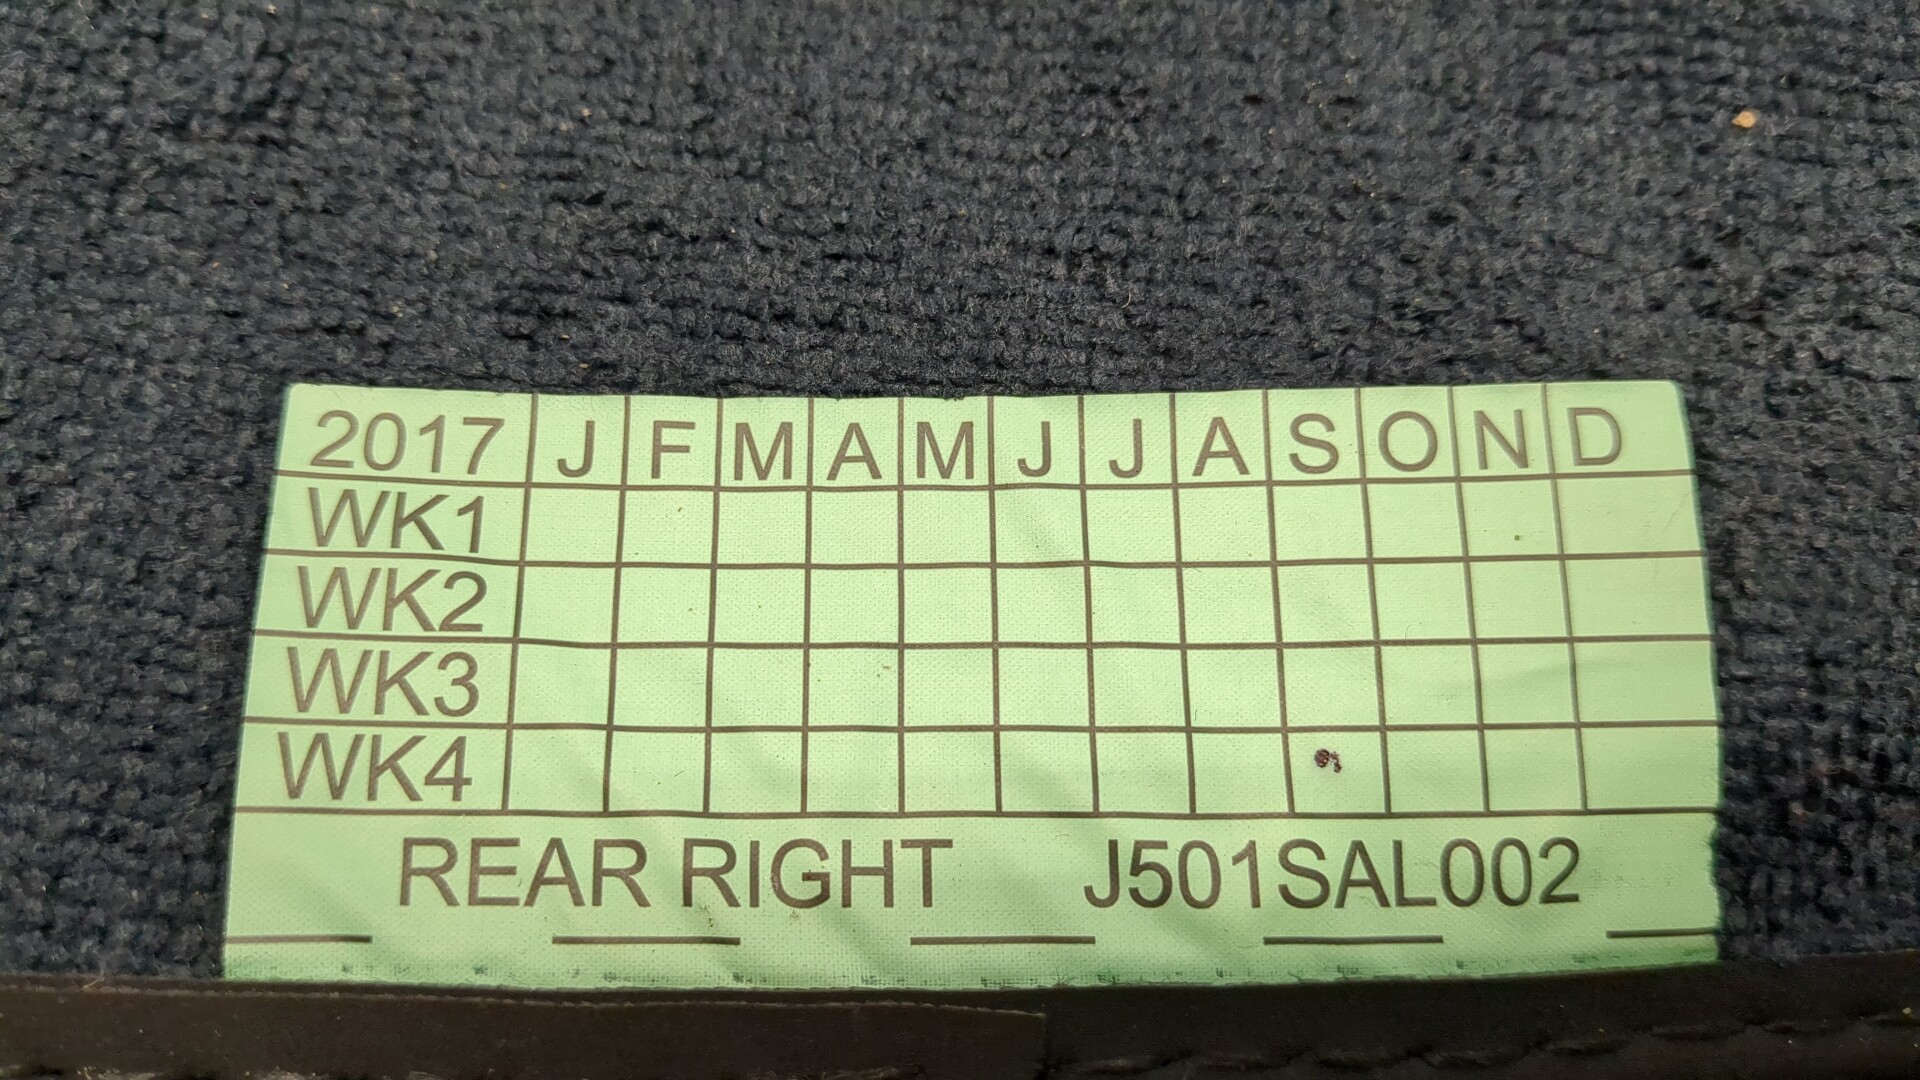 2017 J F M A M J J A S O N D
WK1
WK2
WK3
WK4
REAR RIGHT J501SAL002